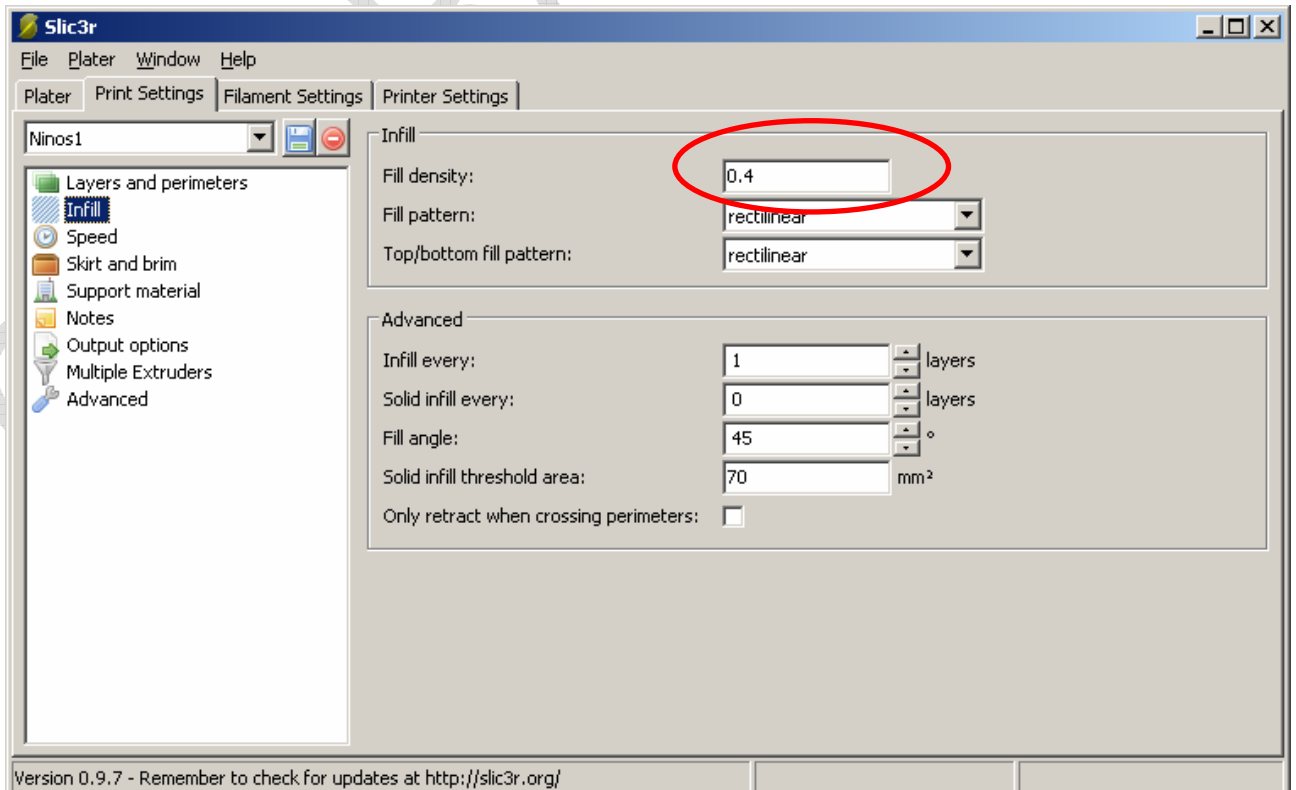 Slic3r
File Plater Window Help
Plater Print Settings Filament Settings Printer Settings
Ninos1
Layers and perimeters
Infill
Speed
Skirt and brim
Support material
Notes
Output options
Multiple Extruders
Advanced
Infill
Fill density: 0.4
Fill pattern: rectilinear
Top/bottom fill pattern: rectilinear
Advanced
Infill every: 1 layers
Solid infill every: 0 layers
Fill angle: 45 °
Solid infill threshold area: 70 mm²
Only retract when crossing perimeters:
Version 0.9.7 - Remember to check for updates at http://slic3r.org/